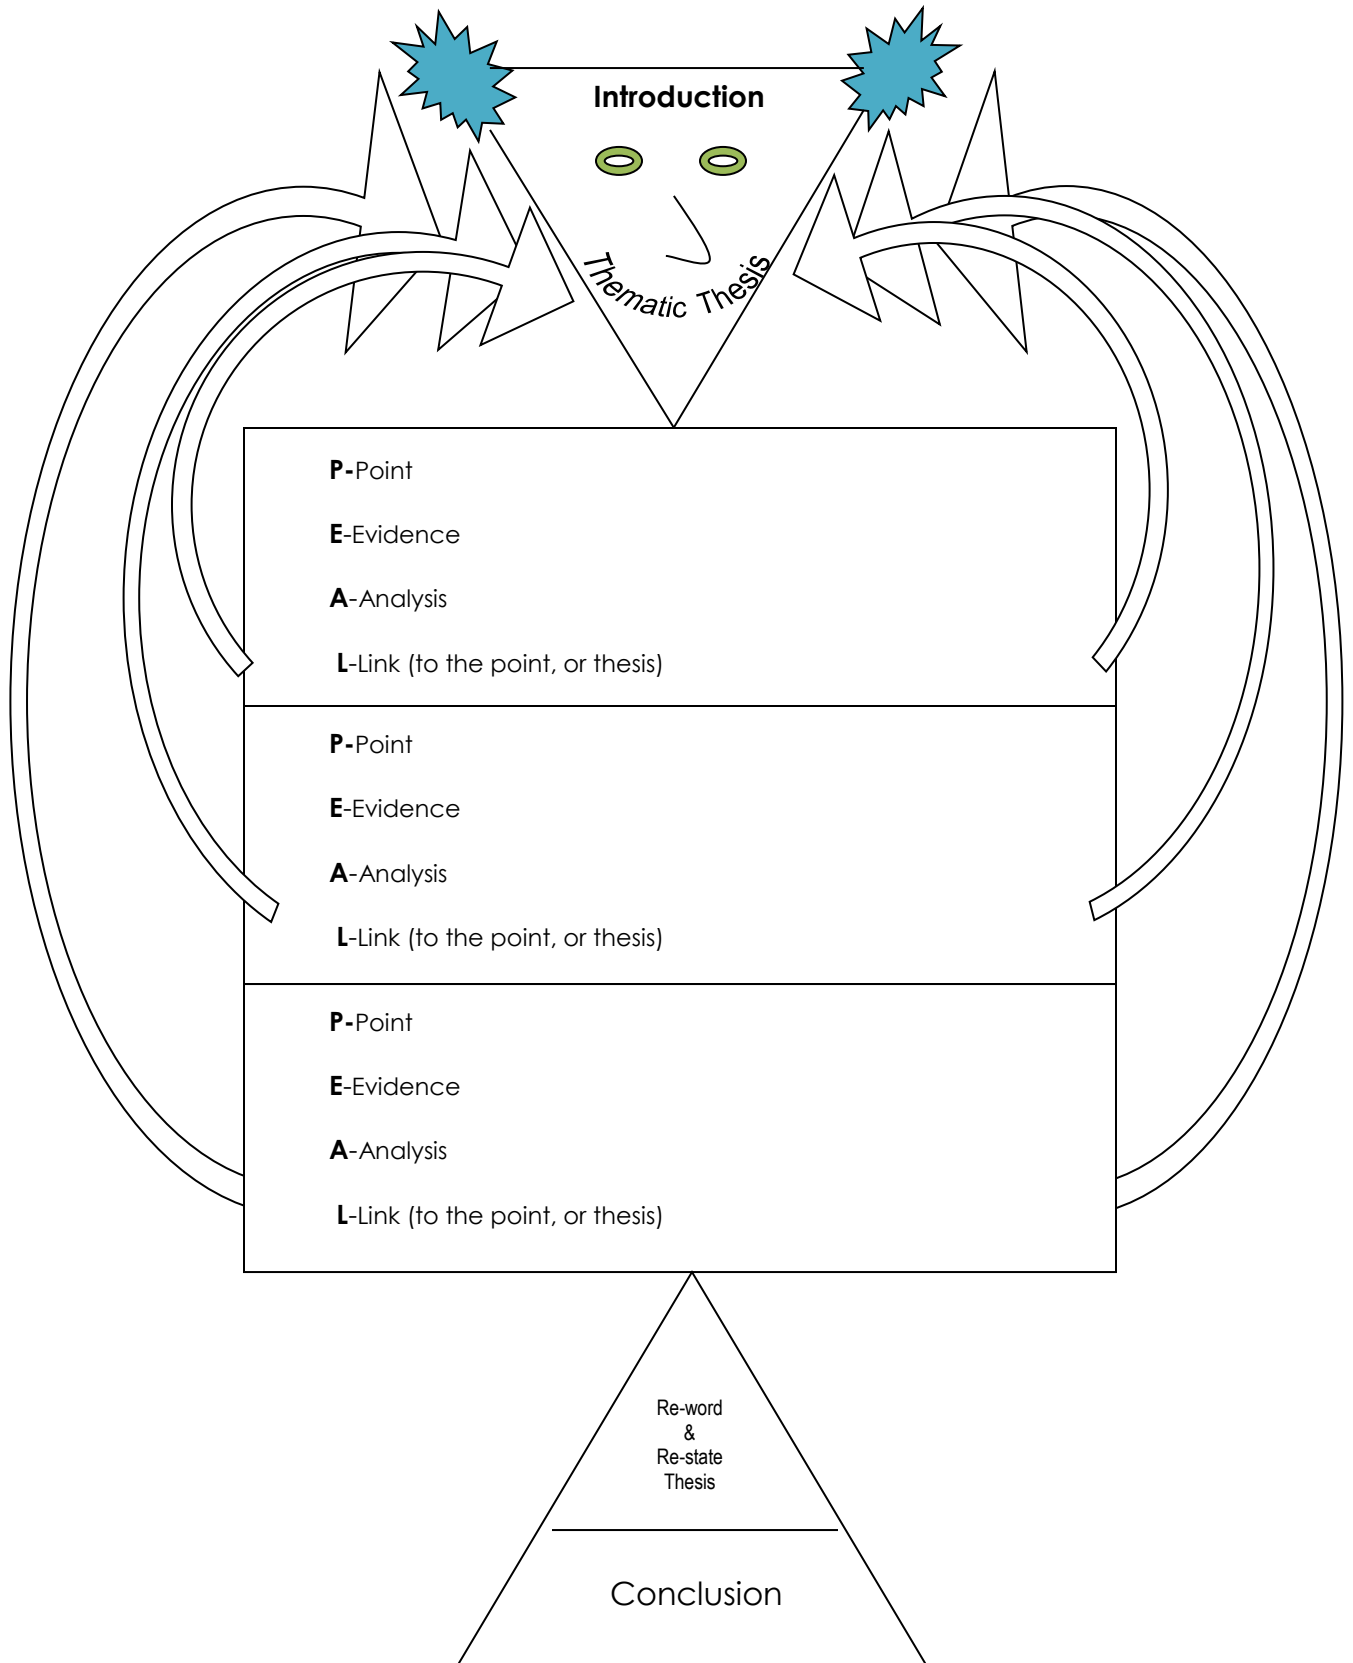 Introduction
Thematic Thesis
P-Point
E-Evidence
A-Analysis
L-Link (to the point, or thesis)
P-Point
E-Evidence
A-Analysis
L-Link (to the point, or thesis)
P-Point
E-Evidence
A-Analysis
L-Link (to the point, or thesis)
Re-word
&
Re-state
Thesis
Conclusion